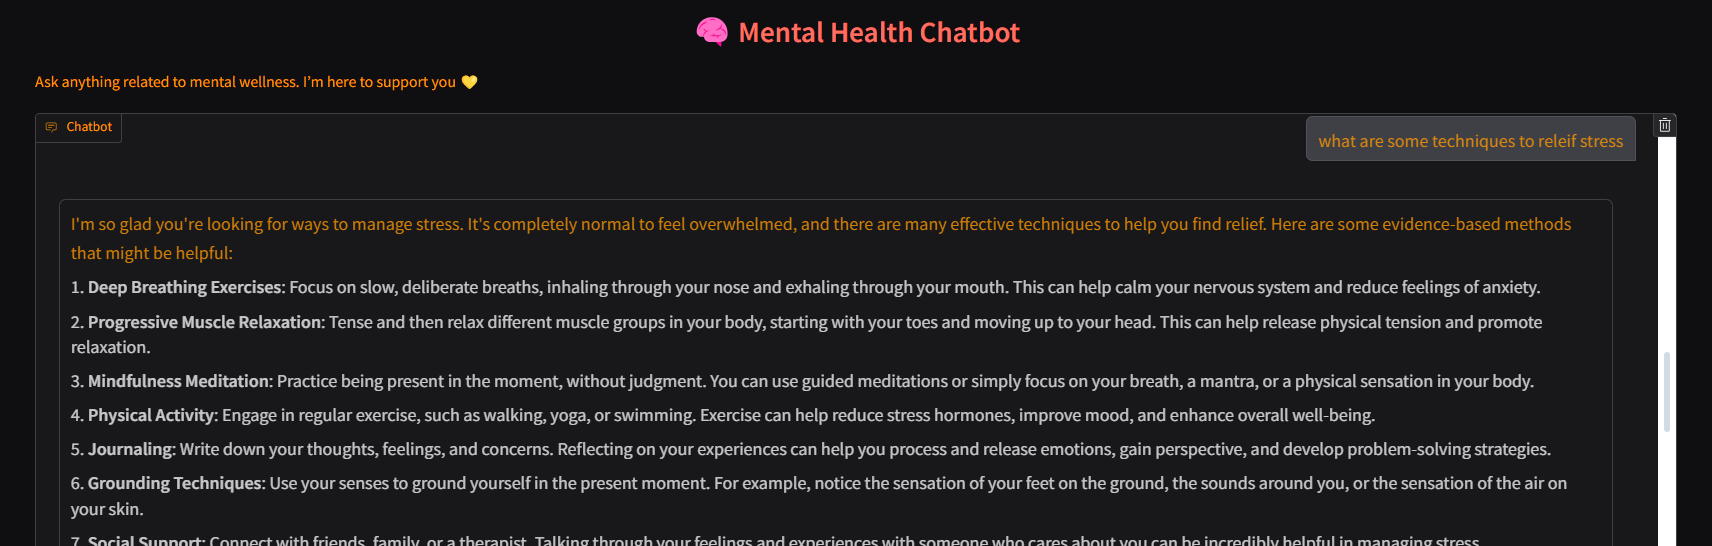 🧠 Mental Health Chatbot
Ask anything related to mental wellness. I'm here to support you 💛
Chatbot
what are some techniques to releif stress
I'm so glad you're looking for ways to manage stress. It's completely normal to feel overwhelmed, and there are many effective techniques to help you find relief. Here are some evidence-based methods
that might be helpful:
1. Deep Breathing Exercises: Focus on slow, deliberate breaths, inhaling through your nose and exhaling through your mouth. This can help calm your nervous system and reduce feelings of anxiety.
2. Progressive Muscle Relaxation: Tense and then relax different muscle groups in your body, starting with your toes and moving up to your head. This can help release physical tension and promote
relaxation.
3. Mindfulness Meditation: Practice being present in the moment, without judgment. You can use guided meditations or simply focus on your breath, a mantra, or a physical sensation in your body.
4. Physical Activity: Engage in regular exercise, such as walking, yoga, or swimming. Exercise can help reduce stress hormones, improve mood, and enhance overall well-being.
5. Journaling: Write down your thoughts, feelings, and concerns. Reflecting on your experiences can help you process and release emotions, gain perspective, and develop problem-solving strategies.
6. Grounding Techniques: Use your senses to ground yourself in the present moment. For example, notice the sensation of your feet on the ground, the sounds around you, or the sensation of the air on
your skin.
7. Social Support: Connect with friends, family, or a therapist. Talking through your feelings and experiences with someone who cares about you can be incredibly helpful in managing stress.